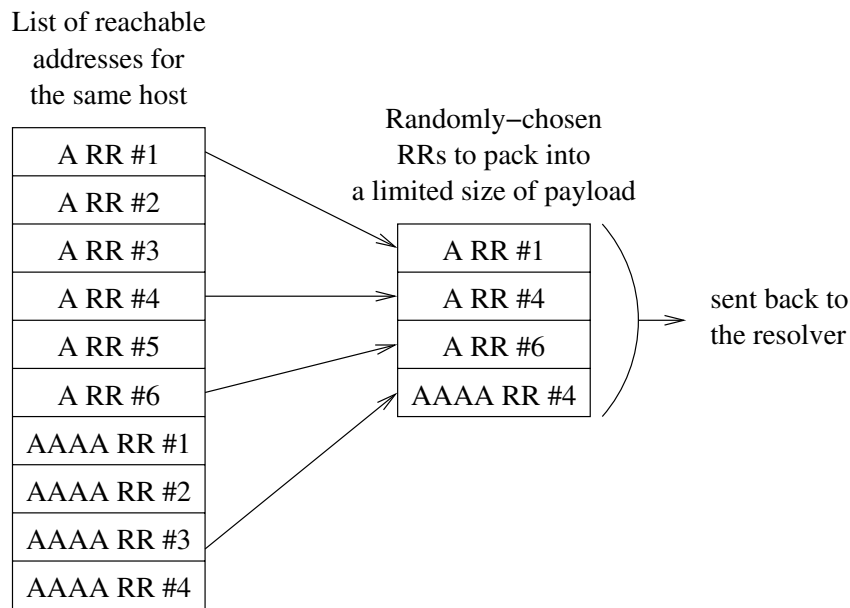 List of reachable
addresses for
the same host
A RR #1
A RR #2
A RR #3
A RR #4
A RR #5
A RR #6
AAAA RR #1
AAAA RR #2
AAAA RR #3
AAAA RR #4
Randomly−chosen
RRs to pack into
a limited size of payload
A RR #1
A RR #4
A RR #6
AAAA RR #4
sent back to
the resolver